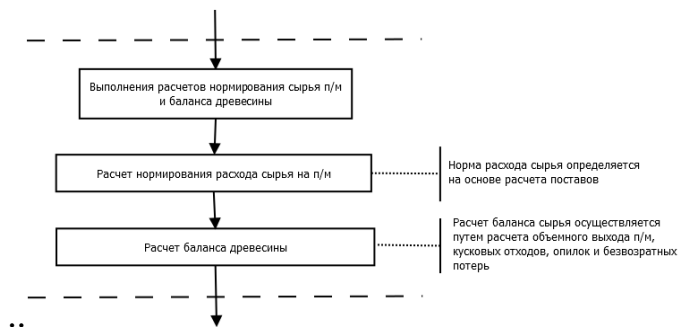 Выполнения расчетов нормирования сырья п/м
и баланса древесины
Расчет нормирования расхода сырья на п/м
Норма расхода сырья определяется
на основе расчета поставов
Расчет баланса древесины
Расчет баланса сырья осуществляется
путем расчета объемного выхода п/м,
кусковых отходов, опилок и безвозратных
потерь